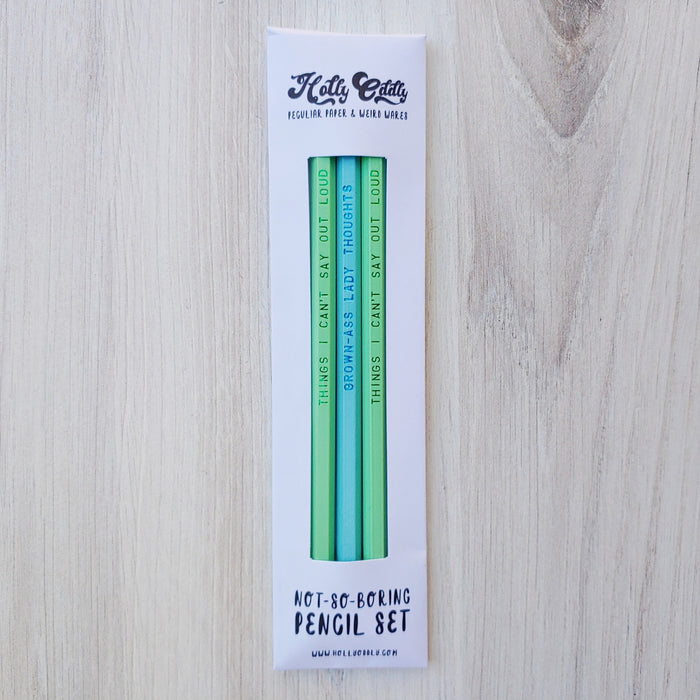 Holly Oddly
PECULIAR PAPER & WEIRD WARES
THINGS I CAN'T SAY OUT LOUD
GROWN-ASS LADY THOUGHTS
THINGS I CAN'T SAY OUT LOUD
NOT-SO-BORING
PENCIL SET
WWW.HOLLYODDLY.COM